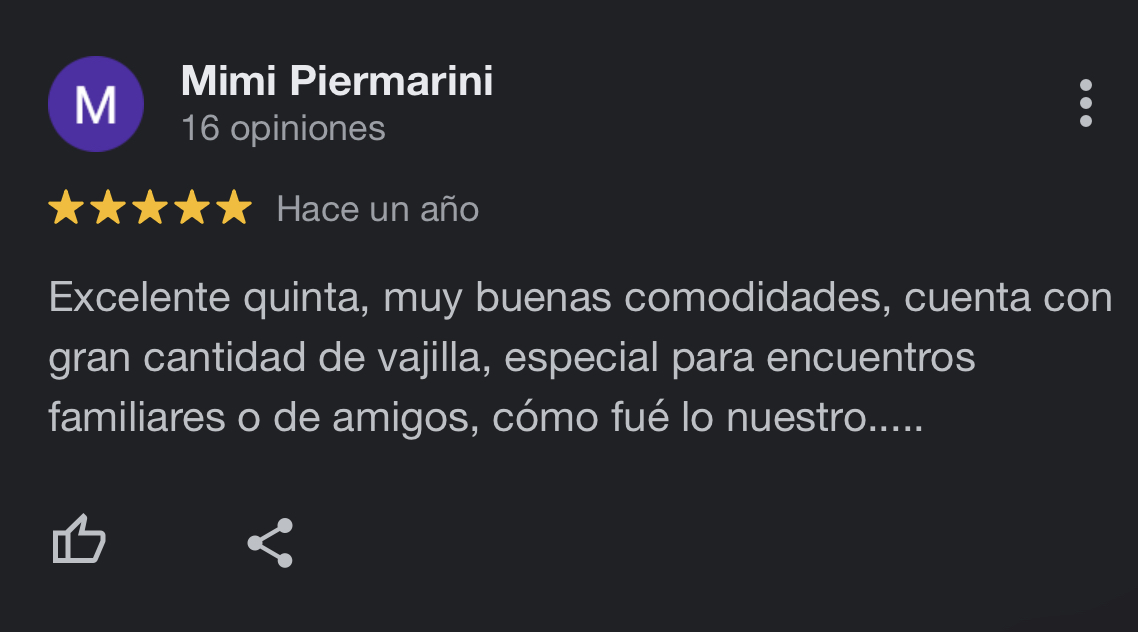 M
Mimi Piermarini
16 opiniones
Hace un año
Excelente quinta, muy buenas comodidades, cuenta con
gran cantidad de vajilla, especial para encuentros
familiares o de amigos, cómo fué lo nuestro.....